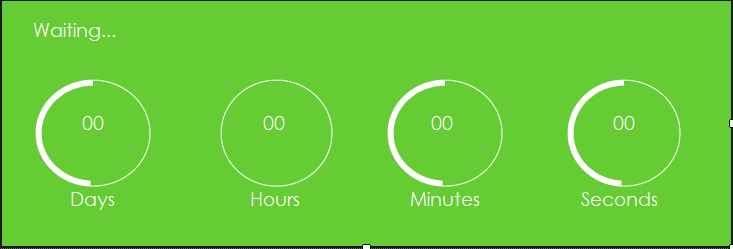 Waiting...
00 00 00 00
Days Hours Minutes Seconds